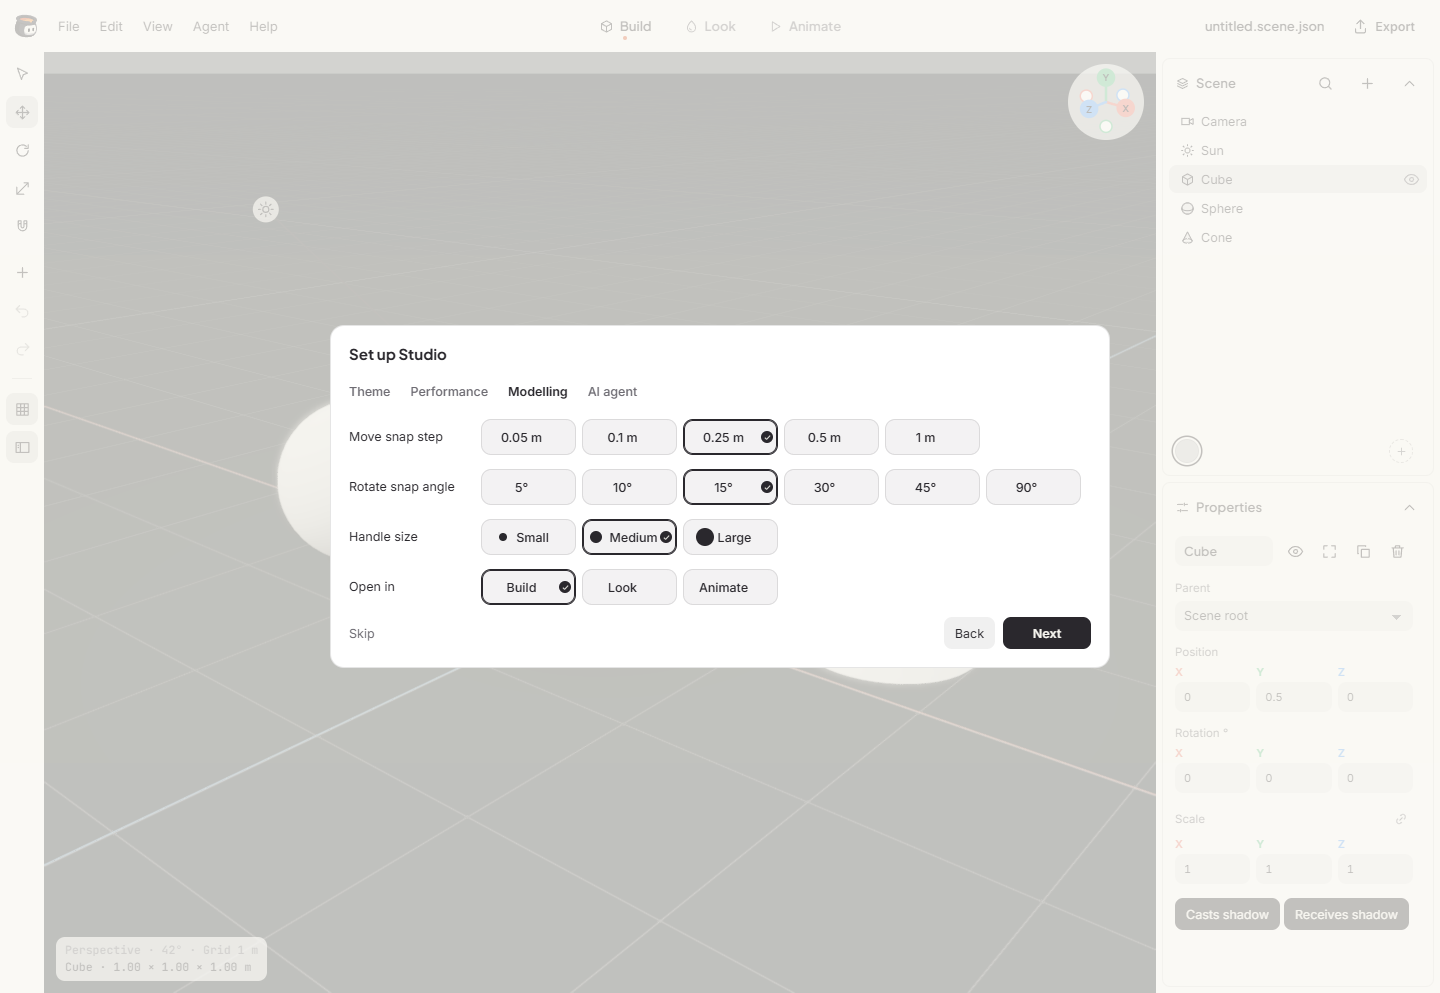 File Edit View Agent Help
Build Look Animate
untitled.scene.json Export
Y
Z X
Scene
Camera
Sun
Cube
Sphere
Cone
Set up Studio
Theme Performance Modelling AI agent
Move snap step 0.05 m 0.1 m 0.25 m 0.5 m 1 m
Rotate snap angle 5° 10° 15° 30° 45° 90°
Handle size Small Medium Large
Open in Build Look Animate
Skip Back Next
Properties
Cube
Parent
Scene root
Position
X Y Z
0 0.5 0
Rotation °
X Y Z
0 0 0
Scale
X Y Z
1 1 1
Casts shadow Receives shadow
Perspective · 42° · Grid 1 m
Cube · 1.00 × 1.00 × 1.00 m